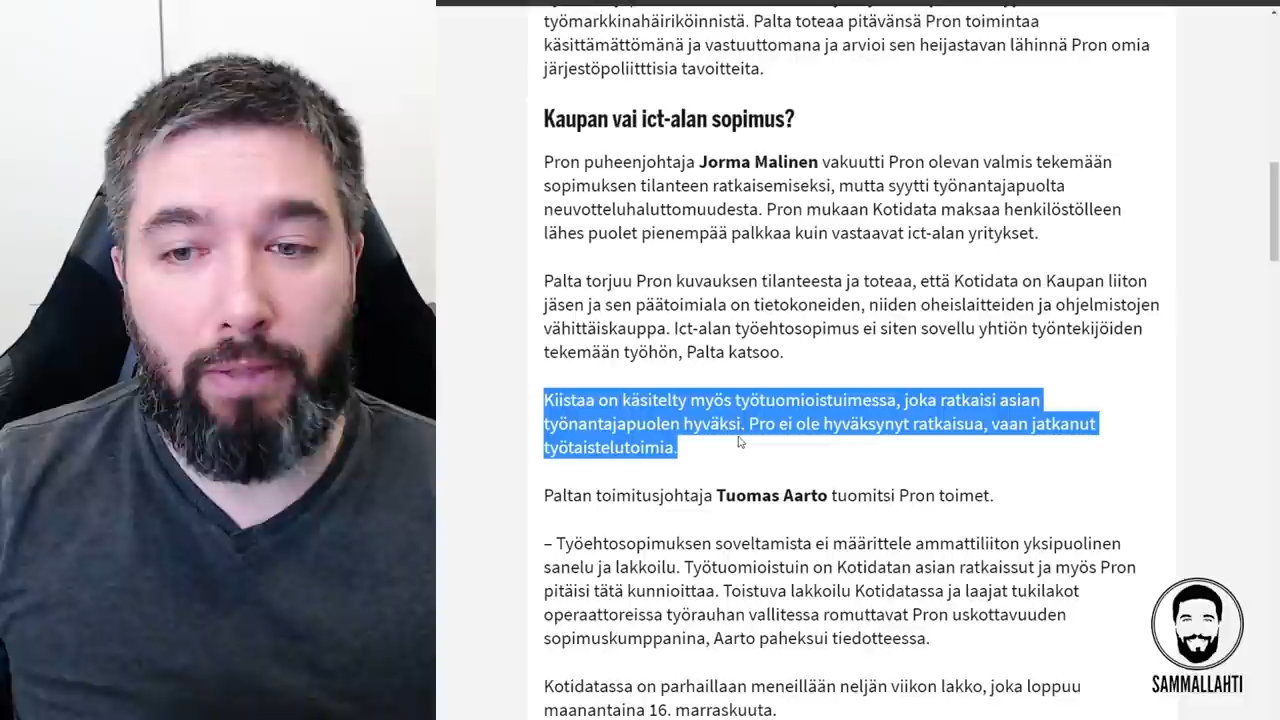 työmarkkinahäiriköinnistä. Palta toteaa pitävänsä Pron toimintaa
käsittämättömänä ja vastuuttomana ja arvioi sen heijastavan lähinnä Pron omia
järjestöpoliitttisia tavoitteita.
Kaupan vai ict-alan sopimus?
Pron puheenjohtaja Jorma Malinen vakuutti Pron olevan valmis tekemään
sopimuksen tilanteen ratkaisemiseksi, mutta syytti työnantajapuolta
neuvotteluhaluttomuudesta. Pron mukaan Kotidata maksaa henkilöstölleen
lähes puolet pienempää palkkaa kuin vastaavat ict-alan yritykset.
Palta torjuu Pron kuvauksen tilanteesta ja toteaa, että Kotidata on Kaupan liiton
jäsen ja sen päätoimiala on tietokoneiden, niiden oheislaitteiden ja ohjelmistojen
vähittäiskauppa. Ict-alan työehtosopimus ei siten sovellu yhtiön työntekijöiden
tekemään työhön, Palta katsoo.
Kiistaa on käsitelty myös työtuomioistuimessa, joka ratkaisi asian
työnantajapuolen hyväksi. Pro ei ole hyväksynyt ratkaisua, vaan jatkanut
työtaistelutoimia.
Paltan toimitusjohtaja Tuomas Aarto tuomitsi Pron toimet.
– Työehtosopimuksen soveltamista ei määrittele ammattiliiton yksipuolinen
sanelu ja lakkoilu. Työtuomioistuin on Kotidatan asian ratkaissut ja myös Pron
pitäisi tätä kunnioittaa. Toistuva lakkoilu Kotidatassa ja laajat tukilakot
operaattoreissa työrauhan vallitessa romuttavat Pron uskottavuuden
sopimuskumppanina, Aarto paheksui tiedotteessa.
Kotidatassa on parhaillaan meneillään neljän viikon lakko, joka loppuu
maanantaina 16. marraskuuta.
SAMMALLAHTI